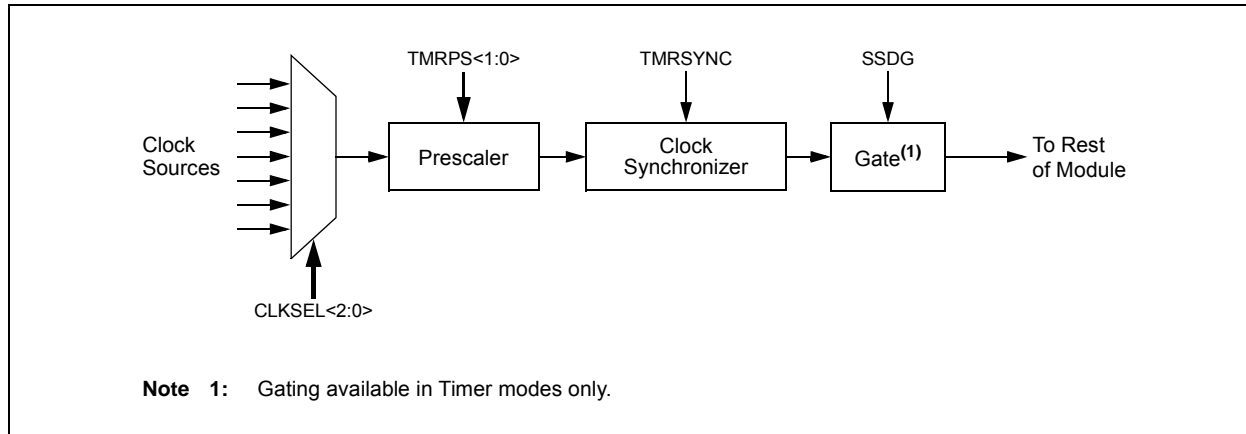 TMRPS<1:0>
TMRSYNC
SSDG
Clock
Sources
Prescaler
Clock
Synchronizer
Gate(1)
To Rest
of Module
CLKSEL<2:0>
Note 1: Gating available in Timer modes only.